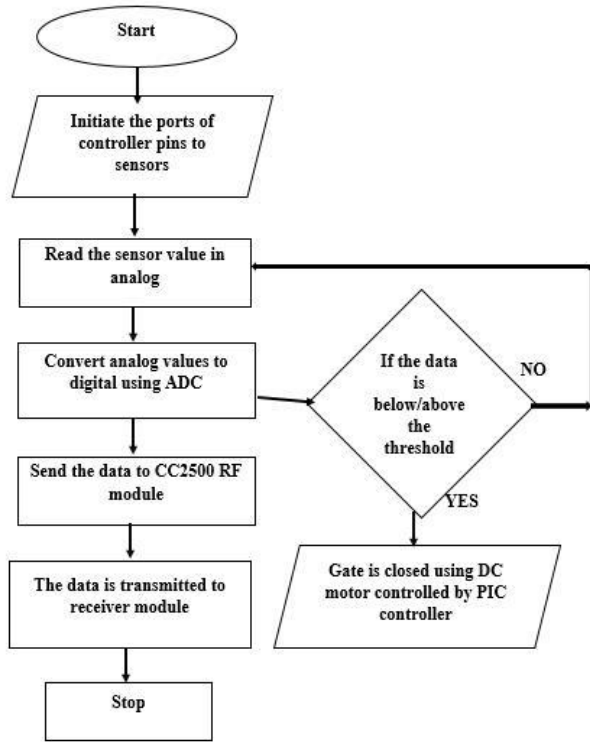 Start
Initiate the ports of
controller pins to
sensors
Read the sensor value in
analog
Convert analog values to
digital using ADC
If the data
is
below/above
the
threshold
NO
YES
Send the data to CC2500 RF
module
The data is transmitted to
receiver module
Gate is closed using DC
motor controlled by PIC
controller
Stop